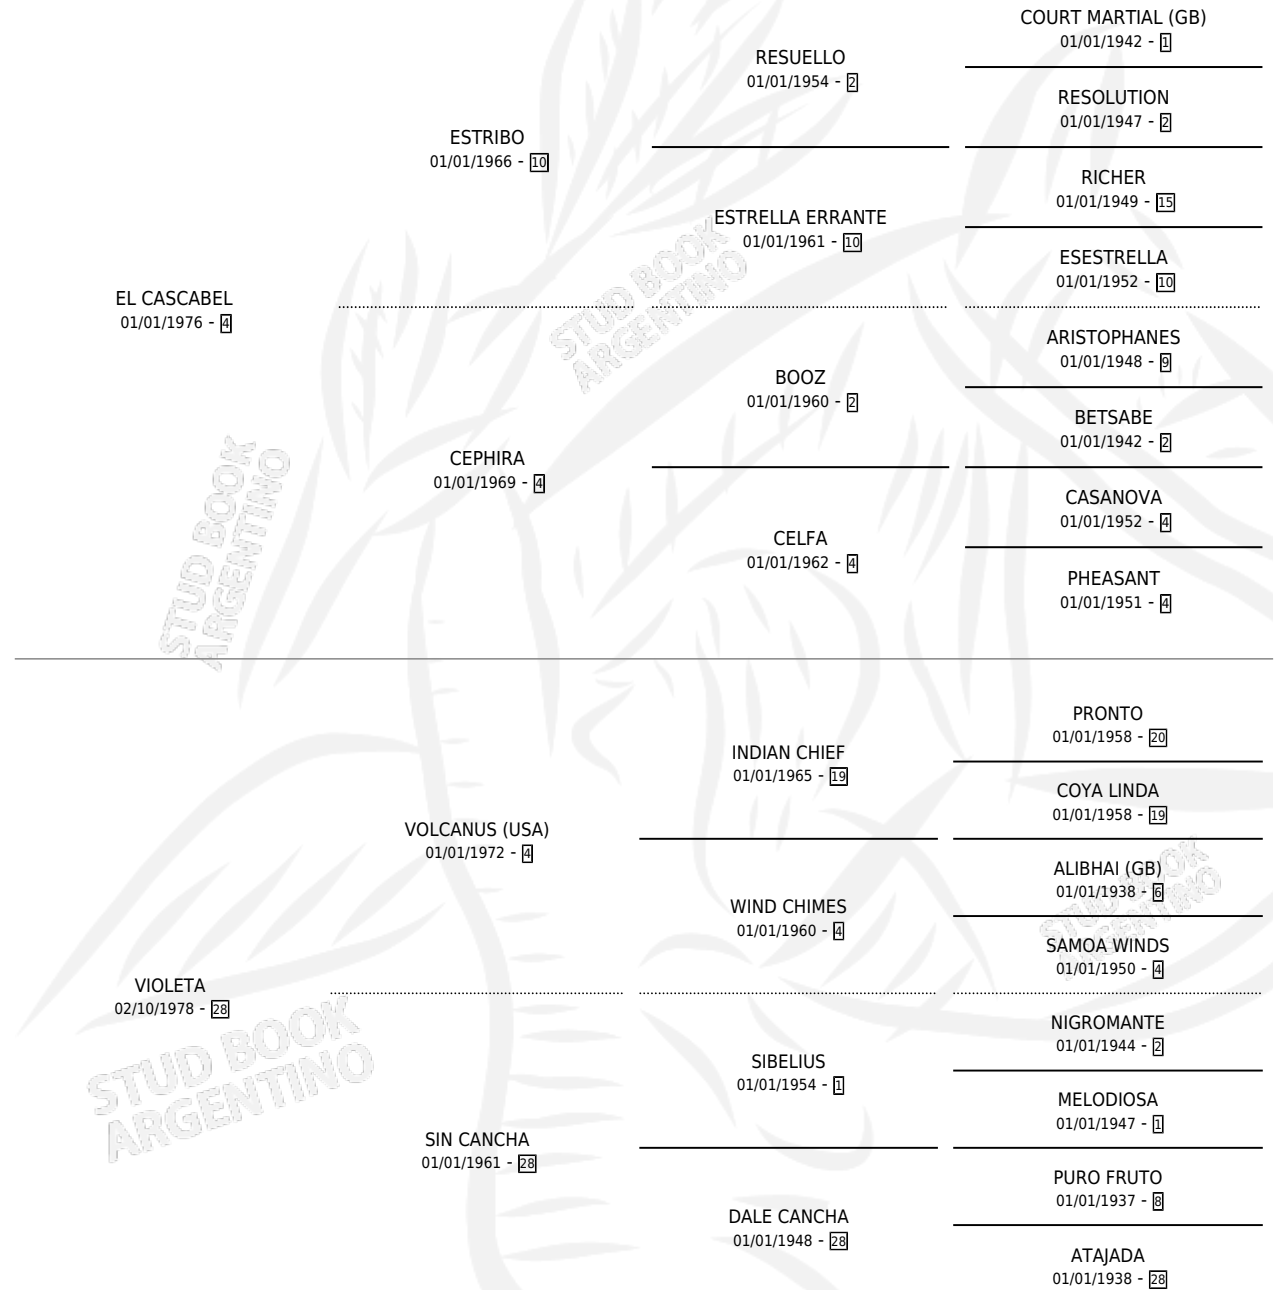 COURT MARTIAL (GB)
01/01/1942 - 1
RESUELLO
01/01/1954 - 2
RESOLUTION
01/01/1947 - 2
ESTRIBO
01/01/1966 - 10
RICHER
01/01/1949 - 15
ESTRELLA ERRANTE
01/01/1961 - 10
ESESTRELLA
01/01/1952 - 10
EL CASCABEL
01/01/1976 - 4
ARISTOPHANES
01/01/1948 - 9
BOOZ
01/01/1960 - 2
BETSABE
01/01/1942 - 2
CEPHIRA
01/01/1969 - 4
CASANOVA
01/01/1952 - 4
CELFA
01/01/1962 - 4
PHEASANT
01/01/1951 - 4
STUD BOOK
ARGENTINO
STUD BOOK
ARGENTINO
PRONTO
01/01/1958 - 20
INDIAN CHIEF
01/01/1965 - 19
COYA LINDA
01/01/1958 - 19
VOLCANUS (USA)
01/01/1972 - 4
ALIBHAI (GB)
01/01/1938 - 6
WIND CHIMES
01/01/1960 - 4
SAMOA WINDS
01/01/1950 - 4
VIOLETA
02/10/1978 - 28
NIGROMANTE
01/01/1944 - 2
SIBELIUS
01/01/1954 - 1
MELODIOSA
01/01/1947 - 1
SIN CANCHA
01/01/1961 - 28
PURO FRUTO
01/01/1937 - 8
DALE CANCHA
01/01/1948 - 28
ATAJADA
01/01/1938 - 28
STUD BOOK
ARGENTINO
STUD BOOK
ARGENTINO